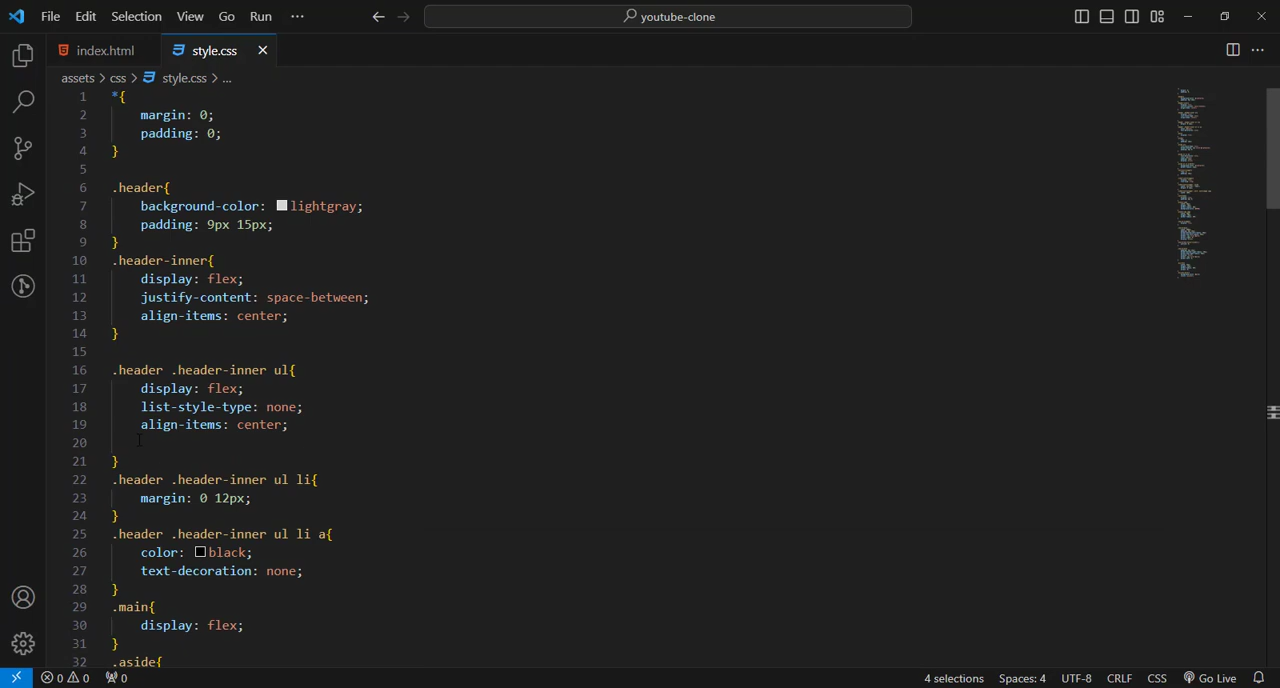 File Edit Selection View Go Run ··· youtube-clone
index.html style.css
assets > css > style.css > ...
1 *{
2 margin: 0;
3 padding: 0;
4 }
5
6 .header{
7 background-color: lightgray;
8 padding: 9px 15px;
9 }
10 .header-inner{
11 display: flex;
12 justify-content: space-between;
13 align-items: center;
14 }
15
16 .header .header-inner ul{
17 display: flex;
18 list-style-type: none;
19 align-items: center;
20
21 }
22 .header .header-inner ul li{
23 margin: 0 12px;
24 }
25 .header .header-inner ul li a{
26 color: black;
27 text-decoration: none;
28 }
29 .main{
30 display: flex;
31 }
32 .aside{
0 0 0 4 selections Spaces: 4 UTF-8 CRLF CSS Go Live